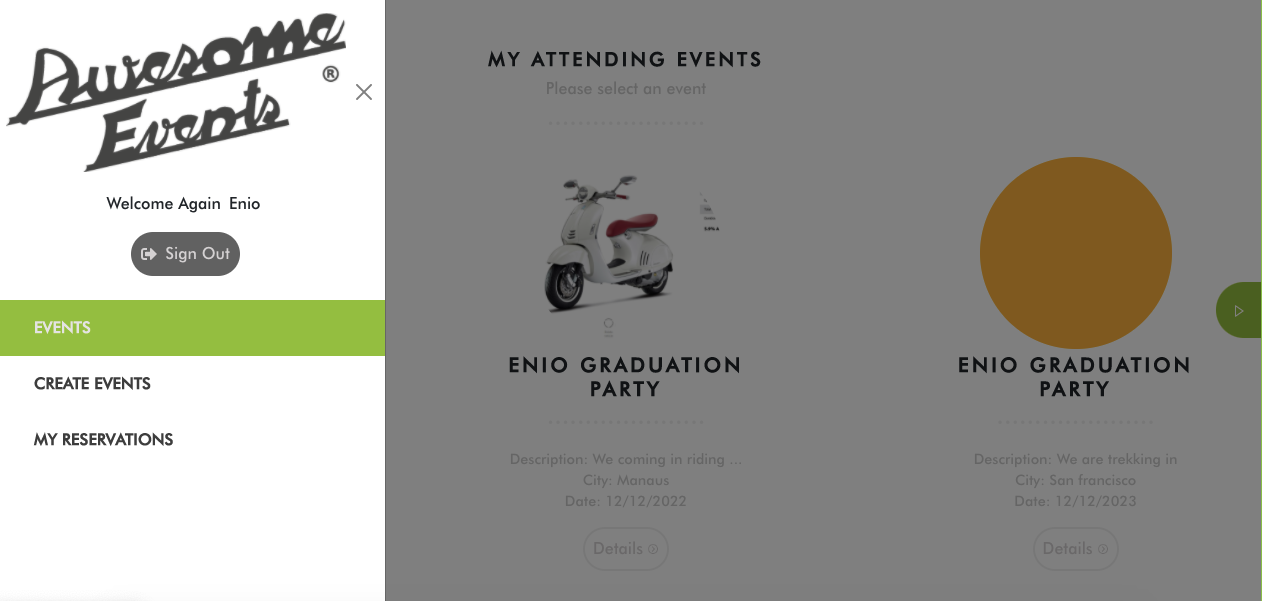 Awesome
Events
®
Welcome Again Enio
Sign Out
EVENTS
CREATE EVENTS
MY RESERVATIONS
MY ATTENDING EVENTS
Please select an event
ENIO GRADUATION
PARTY
Description: We coming in riding ...
City: Manaus
Date: 12/12/2022
Details
ENIO GRADUATION
PARTY
Description: We are trekking in
City: San francisco
Date: 12/12/2023
Details